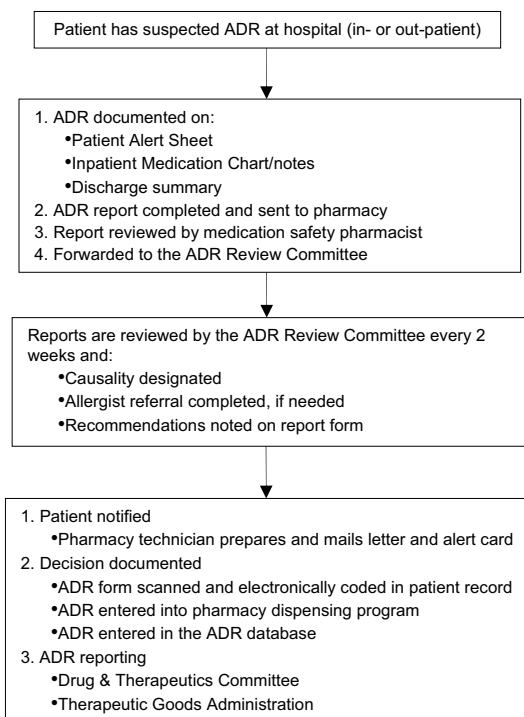 Patient has suspected ADR at hospital (in- or out-patient)
1. ADR documented on:
•Patient Alert Sheet
•Inpatient Medication Chart/notes
•Discharge summary
2. ADR report completed and sent to pharmacy
3. Report reviewed by medication safety pharmacist
4. Forwarded to the ADR Review Committee
Reports are reviewed by the ADR Review Committee every 2
weeks and:
•Causality designated
•Allergist referral completed, if needed
•Recommendations noted on report form
1. Patient notified
•Pharmacy technician prepares and mails letter and alert card
2. Decision documented
•ADR form scanned and electronically coded in patient record
•ADR entered into pharmacy dispensing program
•ADR entered in the ADR database
3. ADR reporting
•Drug & Therapeutics Committee
•Therapeutic Goods Administration